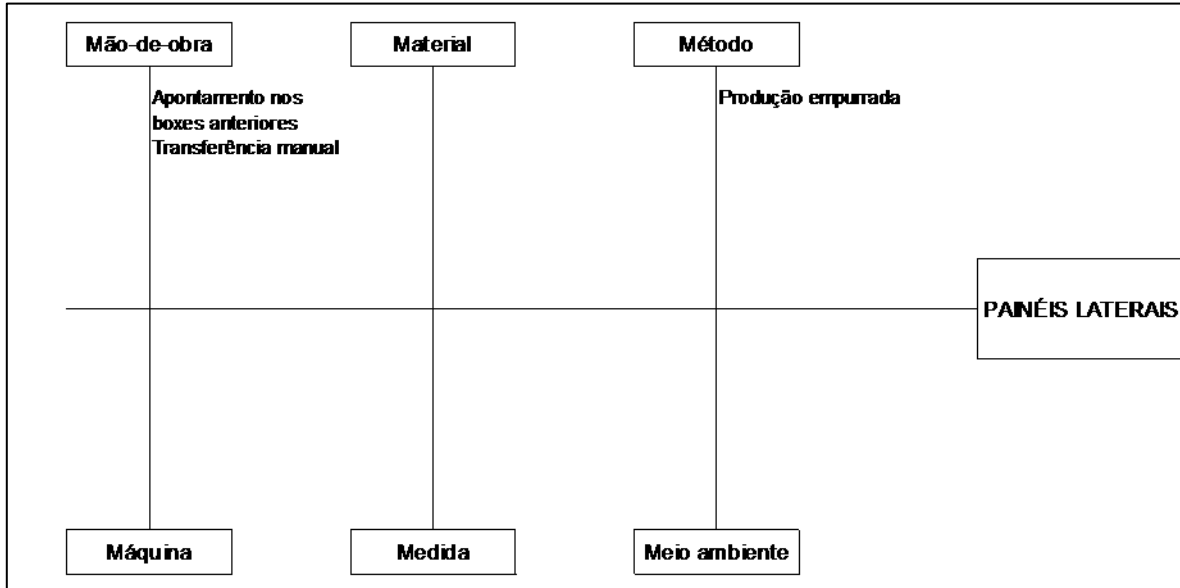 Mão-de-obra
Material
Método
Apontamento nos
boxes anteriores
Transferência manual
Produção empurrada
PAINÉIS LATERAIS
Máquina
Medida
Meio ambiente